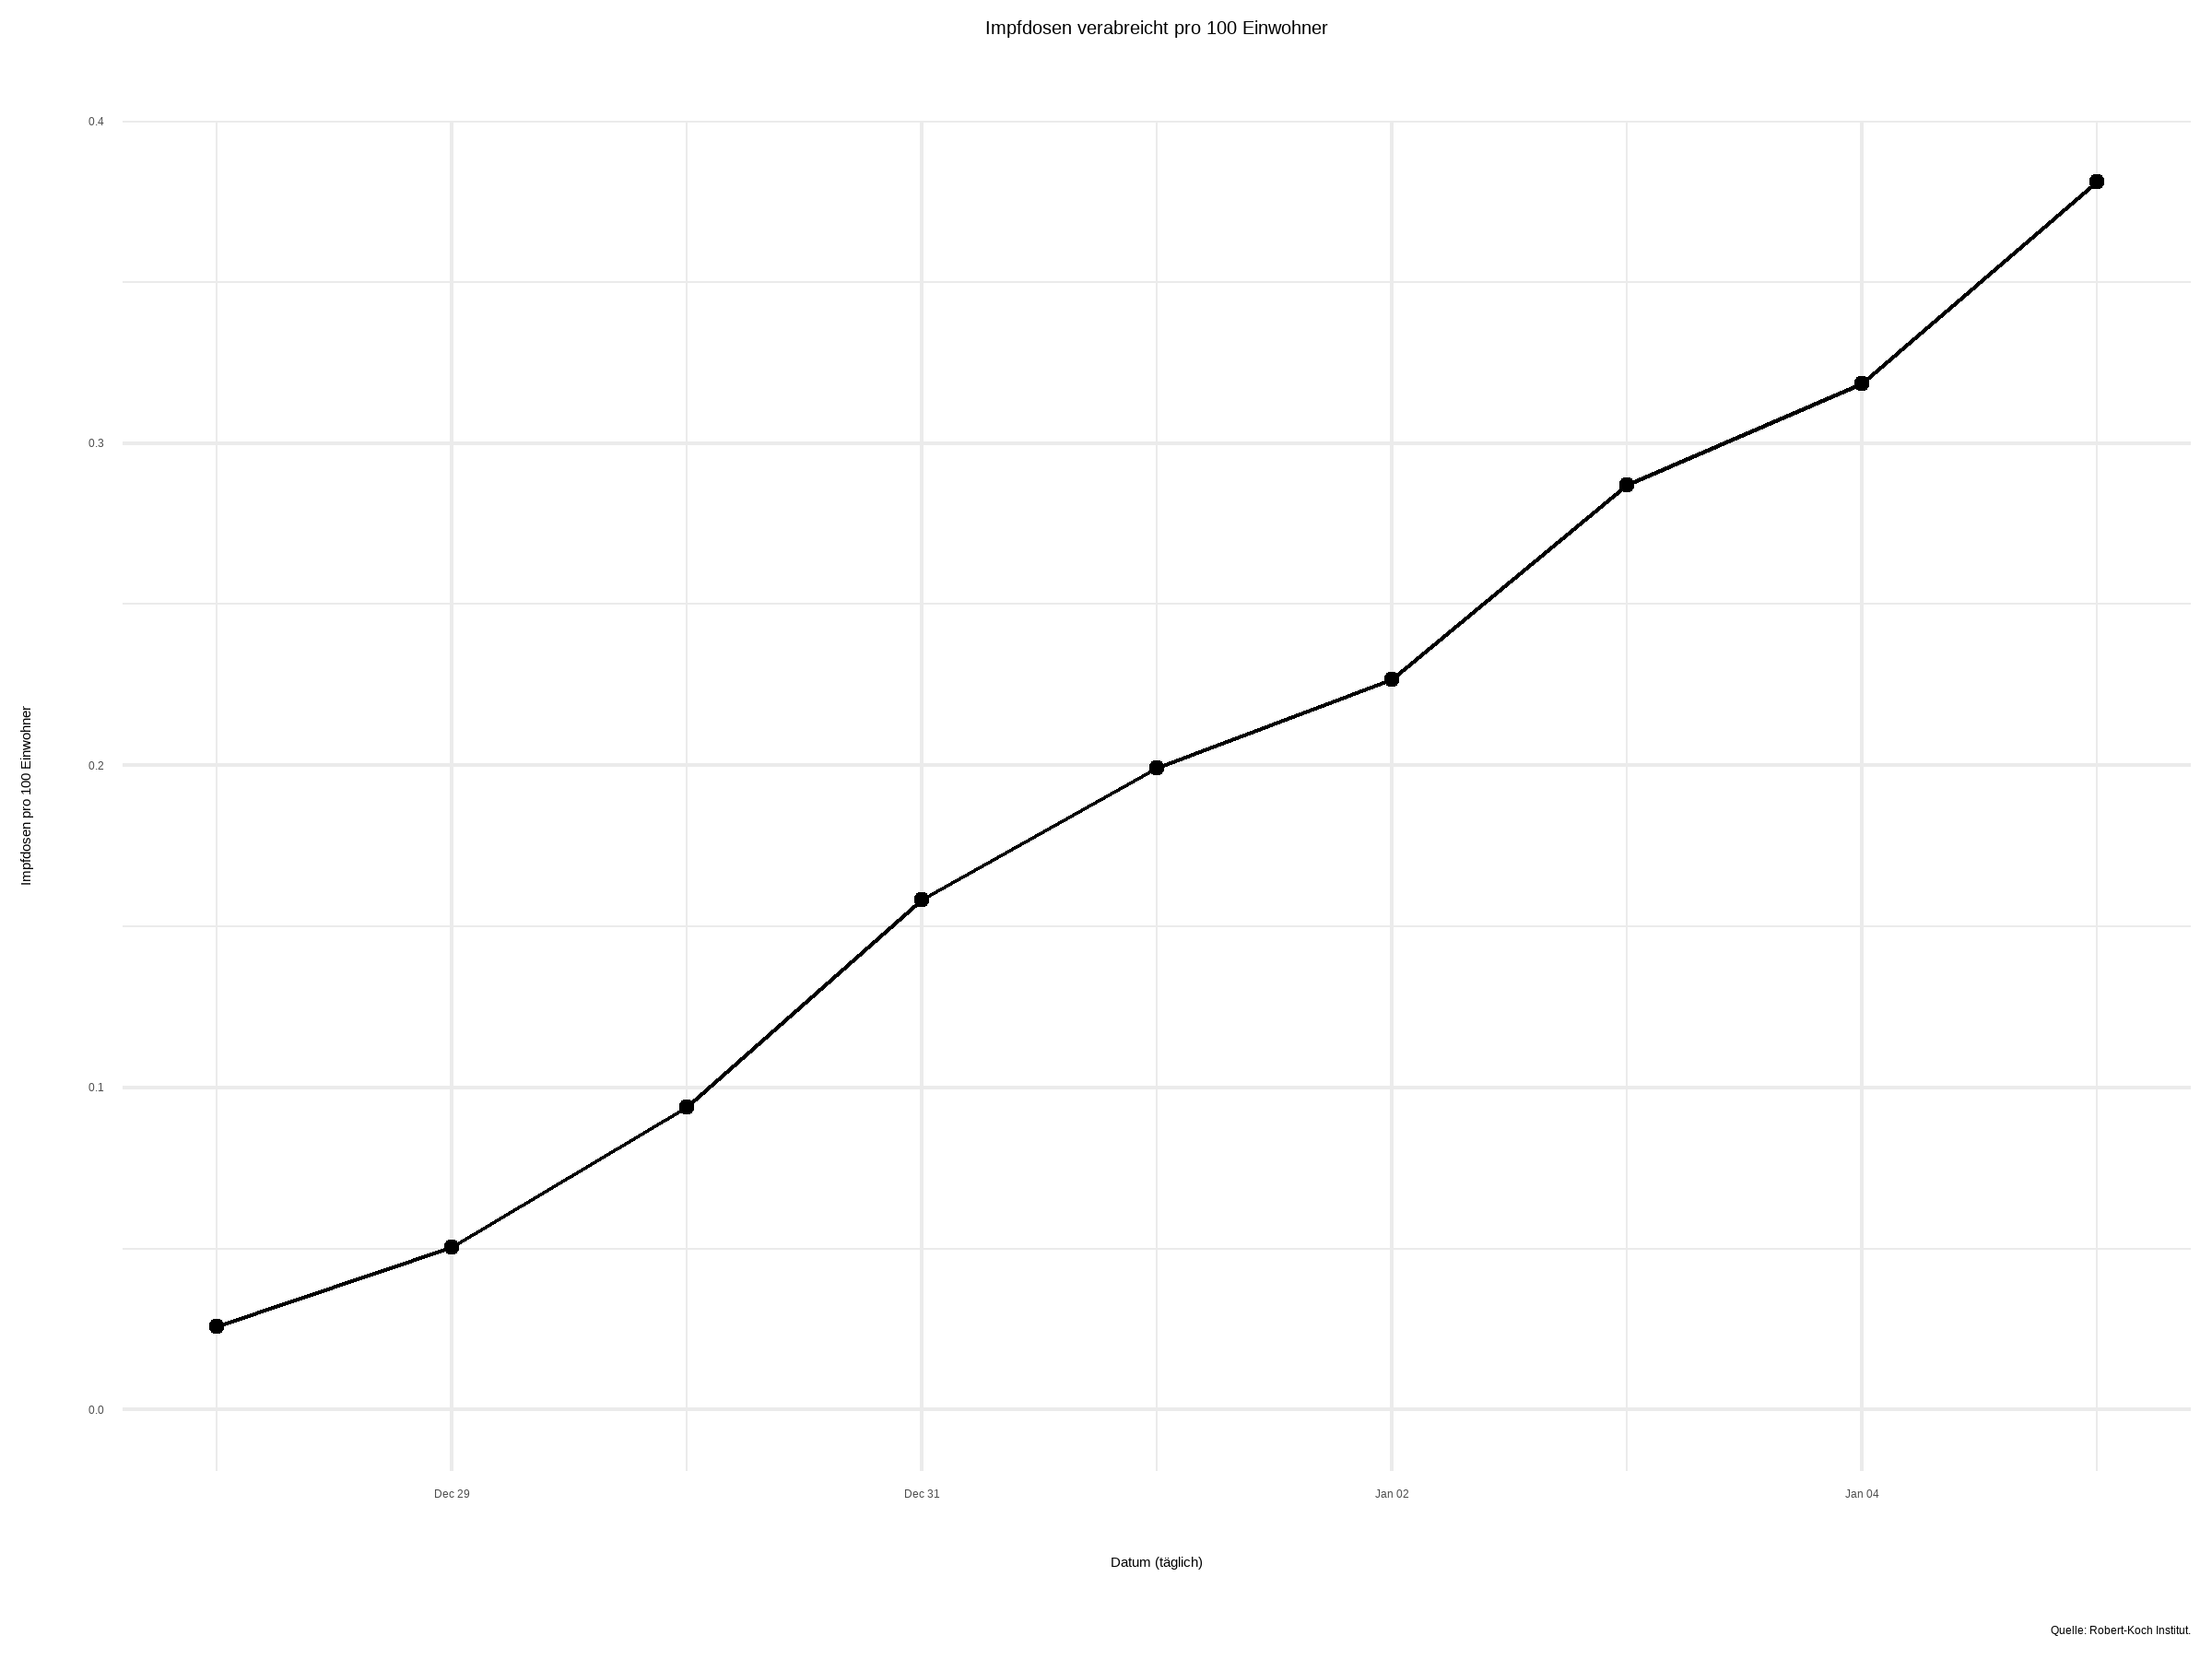 Impfdosen verabreicht pro 100 Einwohner
0.4
0.3
0.2
0.1
0.0
Impfdosen pro 100 Einwohner
Dec 29
Dec 31
Jan 02
Jan 04
Datum (täglich)
Quelle: Robert-Koch Institut.